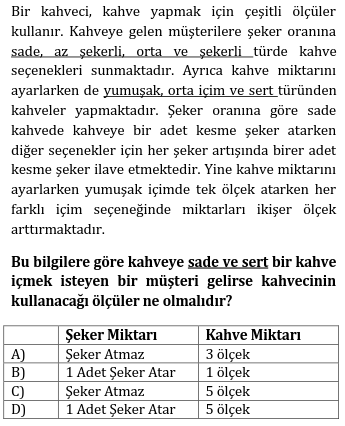 Bir kahveci, kahve yapmak için çeşitli ölçüler
kullanır. Kahveye gelen müşterilere şeker oranına
sade, az şekerli, orta ve şekerli türde kahve
seçenekleri sunmaktadır. Ayrıca kahve miktarını
ayarlarken de yumuşak, orta içim ve sert türünden
kahveler yapmaktadır. Şeker oranına göre sade
kahvede kahveye bir adet kesme şeker atarken
diğer seçenekler için her şeker artışında birer adet
kesme şeker ilave etmektedir. Yine kahve miktarını
ayarlarken yumuşak içimde tek ölçek atarken her
farklı içim seçeneğinde miktarları ikişer ölçek
arttırmaktadır.
Bu bilgilere göre kahveye sade ve sert bir kahve
içmek isteyen bir müşteri gelirse kahvecinin
kullanacağı ölçüler ne olmalıdır?
Şeker Miktarı Kahve Miktarı
A) Şeker Atmaz 3 ölçek
B) 1 Adet Şeker Atar 1 ölçek
C) Şeker Atmaz 5 ölçek
D) 1 Adet Şeker Atar 5 ölçek